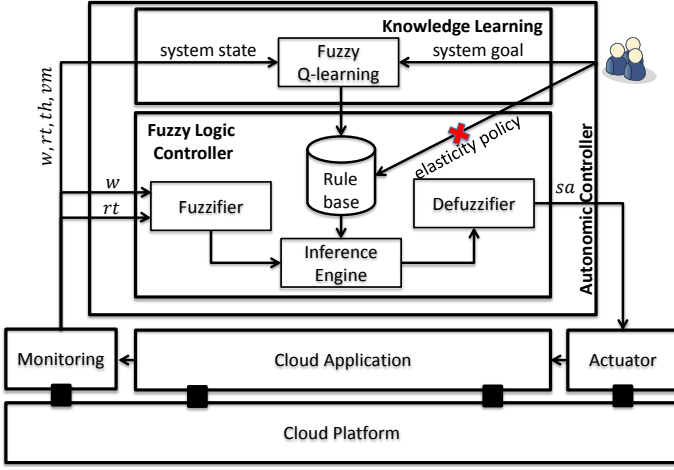 Knowledge Learning
system state
Fuzzy
Q-learning
system goal
w, rt, th, vm
Fuzzy Logic
Controller
elasticity policy
Rule
base
w
rt
Fuzzifier
Defuzzifier
sa
Inference
Engine
Autonomic Controller
Monitoring
Cloud Application
Actuator
Cloud Platform